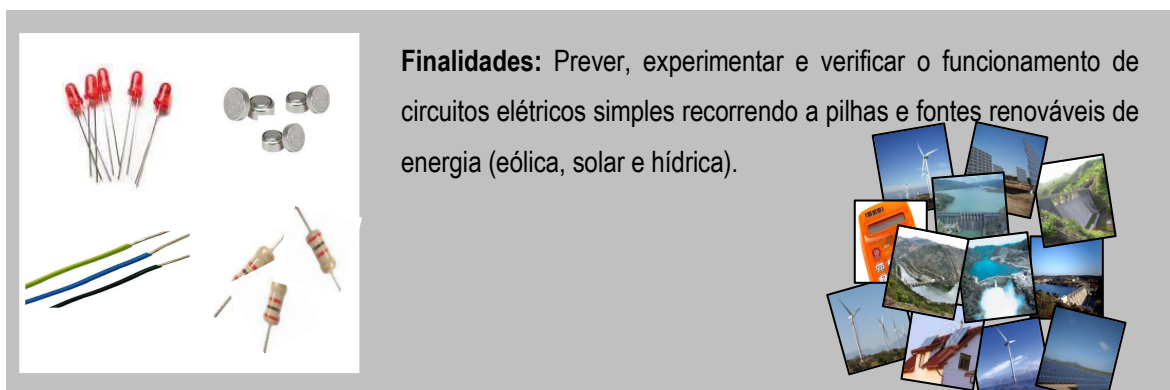 Finalidades: Prever, experimentar e verificar o funcionamento de
circuitos elétricos simples recorrendo a pilhas e fontes renováveis de
energia (eólica, solar e hídrica).